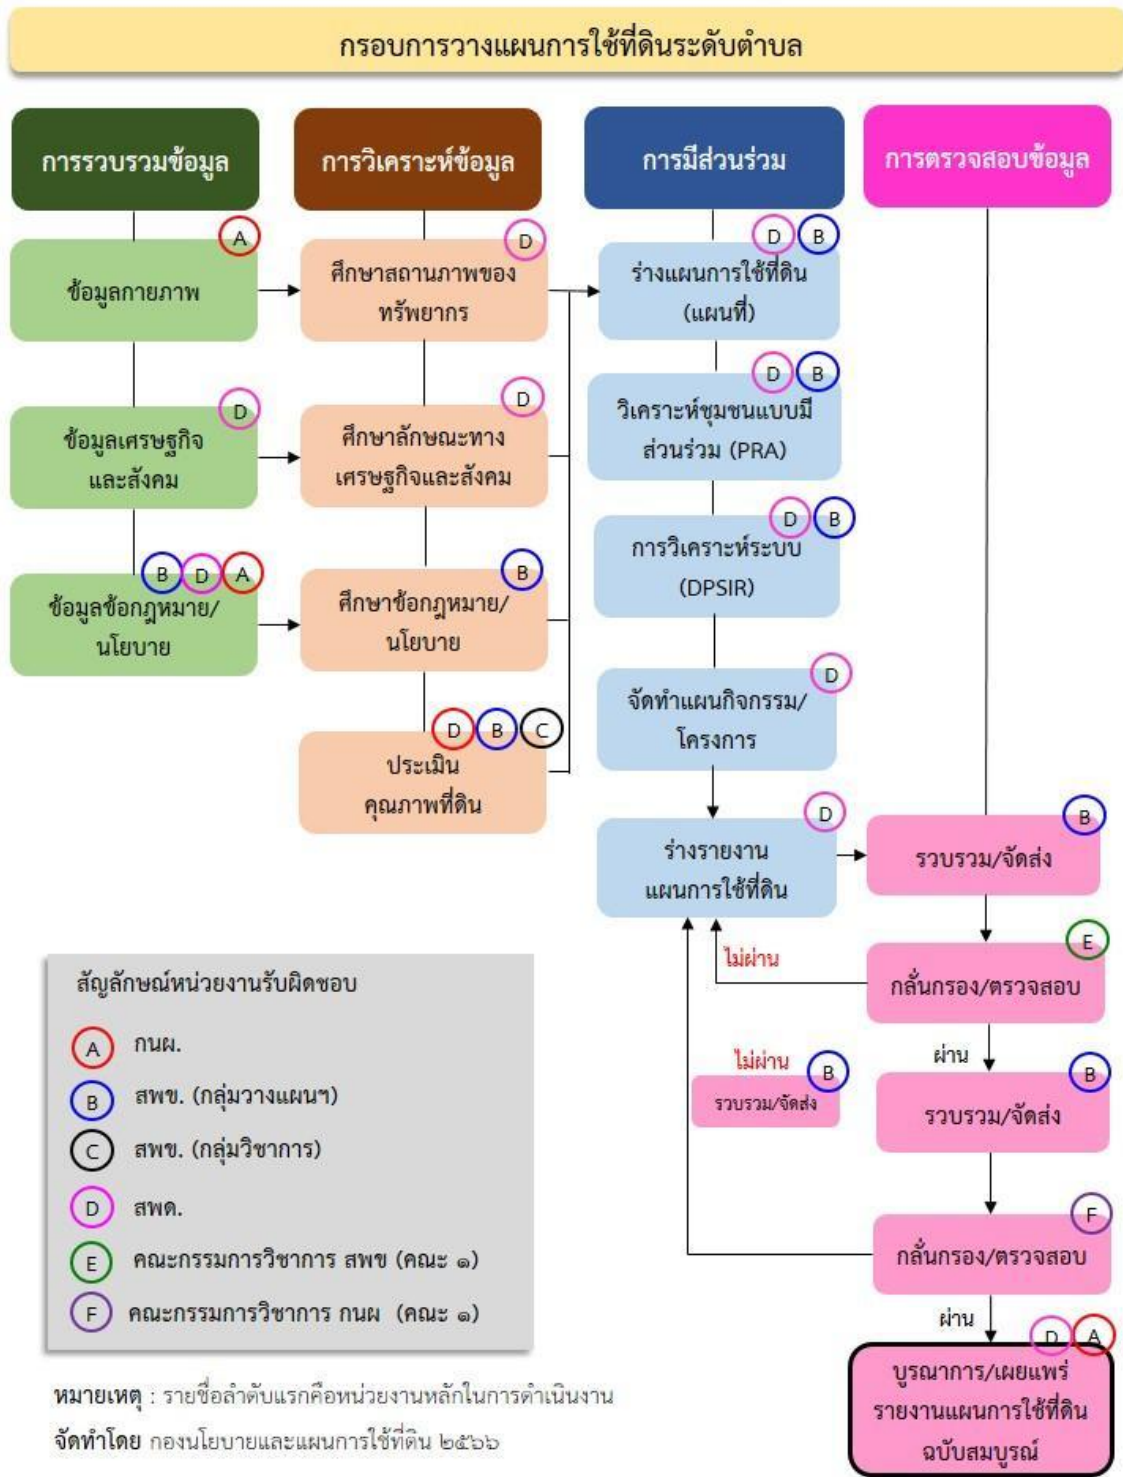 กรอบการวางแผนการใช้ที่ดินระดับตำบล
การรวบรวมข้อมูล
A
ข้อมูลกายภาพ
D
ข้อมูลเศรษฐกิจ
และสังคม
B D A
ข้อมูลข้อกฎหมาย/
นโยบาย
การวิเคราะห์ข้อมูล
D
ศึกษาสถานภาพของ
ทรัพยากร
D
ศึกษาลักษณะทาง
เศรษฐกิจและสังคม
B
ศึกษาข้อกฎหมาย/
นโยบาย
D B C
ประเมิน
คุณภาพที่ดิน
การมีส่วนร่วม
D B
ร่างแผนการใช้ที่ดิน
(แผนที่)
D B
วิเคราะห์ชุมชนแบบมี
ส่วนร่วม (PRA)
D B
การวิเคราะห์ระบบ
(DPSIR)
D
จัดทำแผนกิจกรรม/
โครงการ
D
ร่างรายงาน
แผนการใช้ที่ดิน
การตรวจสอบข้อมูล
B
รวบรวม/จัดส่ง
E
กลั่นกรอง/ตรวจสอบ
ไม่ผ่าน
ผ่าน
B
รวบรวม/จัดส่ง
ไม่ผ่าน
B
รวบรวม/จัดส่ง
F
กลั่นกรอง/ตรวจสอบ
ผ่าน
D A
บูรณาการ/เผยแพร่
รายงานแผนการใช้ที่ดิน
ฉบับสมบูรณ์
สัญลักษณ์หน่วยงานรับผิดชอบ
A กนผ.
B สพข. (กลุ่มวางแผนฯ)
C สพข. (กลุ่มวิชาการ)
D สพด.
E คณะกรรมการวิชาการ สพข (คณะ ๑)
F คณะกรรมการวิชาการ กนผ (คณะ ๑)
หมายเหตุ : รายชื่อลำดับแรกคือหน่วยงานหลักในการดำเนินงาน
จัดทำโดย กองนโยบายและแผนการใช้ที่ดิน ๒๕๖๖